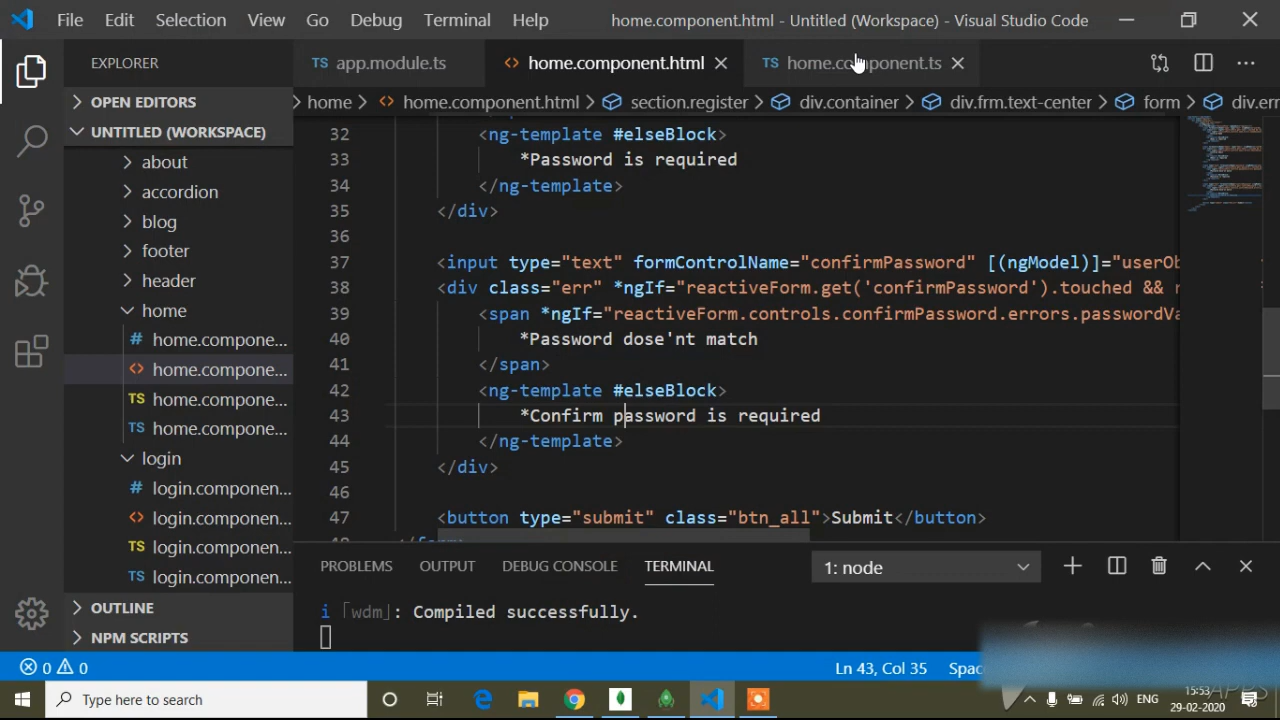 File Edit Selection View Go Debug Terminal Help home.component.html - Untitled (Workspace) - Visual Studio Code
EXPLORER
TS app.module.ts <> home.component.html TS home.component.ts
OPEN EDITORS
home <> home.component.html section.register div.container div.frm.text-center form div.err
UNTITLED (WORKSPACE)
about
accordion
blog
footer
header
home
# home.compone...
<> home.compone...
TS home.compone...
TS home.compone...
login
# login.componen...
<> login.componen...
TS login.componen...
TS login.componen...
OUTLINE
NPM SCRIPTS
32 <ng-template #elseBlock>
33 *Password is required
34 </ng-template>
35 </div>
36
37 <input type="text" formControlName="confirmPassword" [(ngModel)]="userOb
38 <div class="err" *ngIf="reactiveForm.get('confirmPassword').touched && r
39 <span *ngIf="reactiveForm.controls.confirmPassword.errors.passwordVa
40 *Password dose'nt match
41 </span>
42 <ng-template #elseBlock>
43 *Confirm password is required
44 </ng-template>
45 </div>
46
47 <button type="submit" class="btn_all">Submit</button>
PROBLEMS OUTPUT DEBUG CONSOLE TERMINAL 1: node
i ｢wdm｣: Compiled successfully.
0 0 Ln 43, Col 35
Type here to search
ENG
15:53
29-02-2020